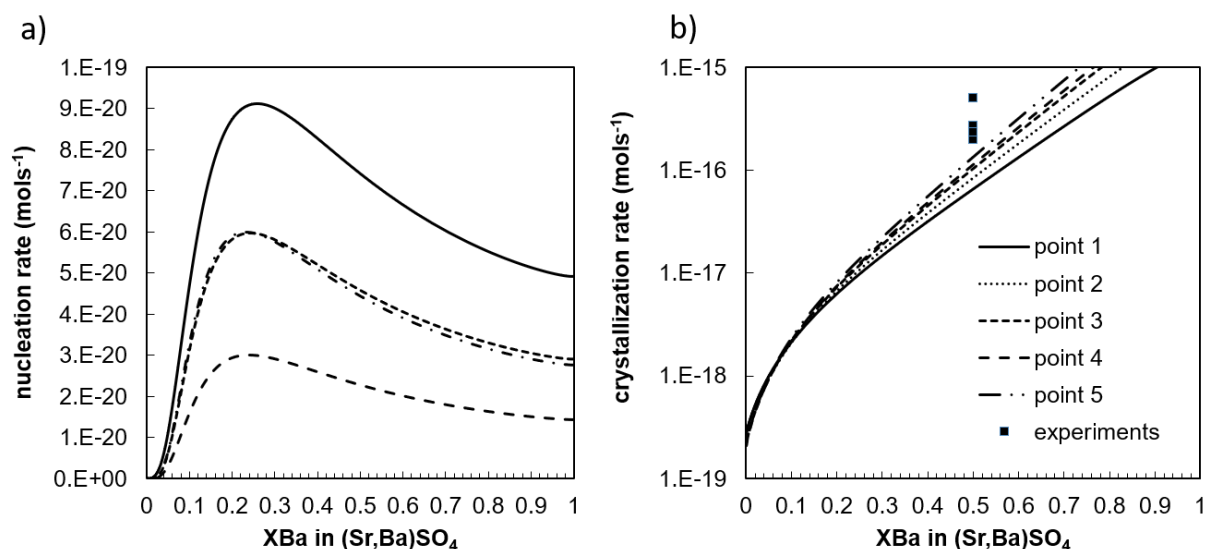 a)
nucleation rate (mols⁻¹)
1.E-19
9.E-20
8.E-20
7.E-20
6.E-20
5.E-20
4.E-20
3.E-20
2.E-20
1.E-20
0.E+00
0 0.1 0.2 0.3 0.4 0.5 0.6 0.7 0.8 0.9 1
XBa in (Sr,Ba)SO₄
b)
crystallization rate (mols⁻¹)
1.E-15
1.E-16
1.E-17
1.E-18
1.E-19
point 1
point 2
point 3
point 4
point 5
experiments
0 0.1 0.2 0.3 0.4 0.5 0.6 0.7 0.8 0.9 1
XBa in (Sr,Ba)SO₄